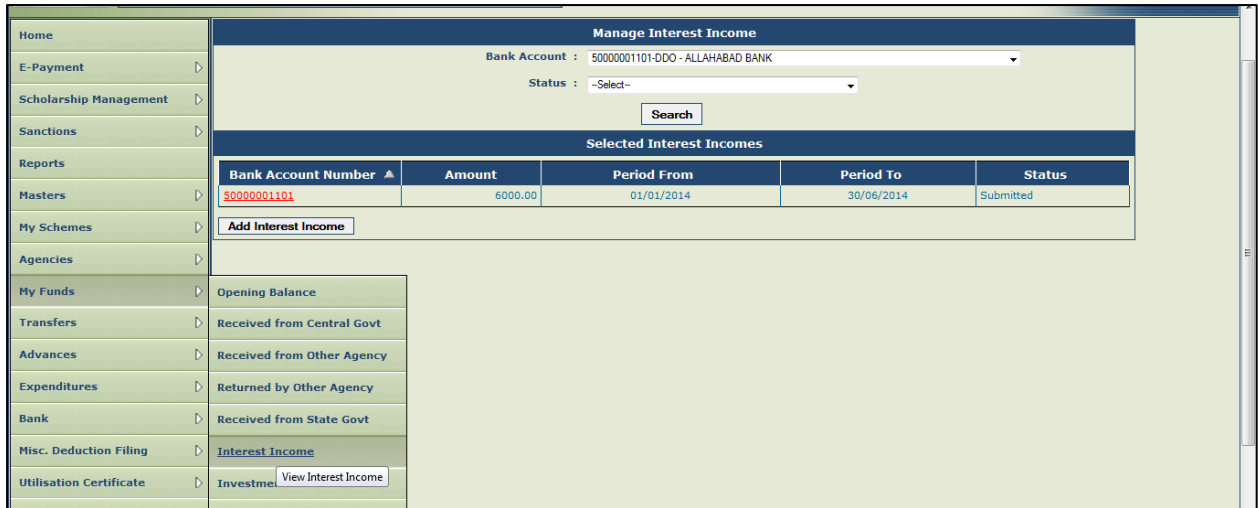 Home
E-Payment
Scholarship Management
Sanctions
Reports
Masters
My Schemes
Agencies
My Funds
Transfers
Advances
Expenditures
Bank
Misc. Deduction Filing
Utilisation Certificate
Manage Interest Income
Bank Account : 50000001101-DDO - ALLAHABAD BANK
Status : --Select--
Search
Selected Interest Incomes
Bank Account Number Amount Period From Period To Status
50000001101 6000.00 01/01/2014 30/06/2014 Submitted
Add Interest Income
Opening Balance
Received from Central Govt
Received from Other Agency
Returned by Other Agency
Received from State Govt
Interest Income
View Interest Income